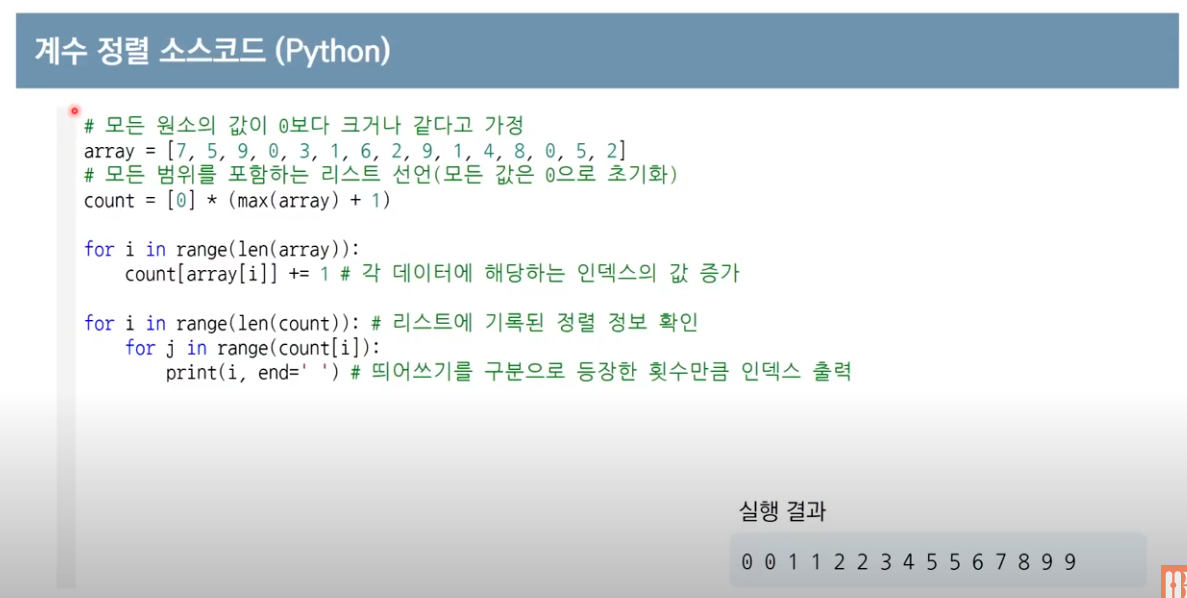 계수 정렬 소스코드 (Python)
# 모든 원소의 값이 0보다 크거나 같다고 가정
array = [7, 5, 9, 0, 3, 1, 6, 2, 9, 1, 4, 8, 0, 5, 2]
# 모든 범위를 포함하는 리스트 선언(모든 값은 0으로 초기화)
count = [0] * (max(array) + 1)
for i in range(len(array)):
    count[array[i]] += 1 # 각 데이터에 해당하는 인덱스의 값 증가
for i in range(len(count)): # 리스트에 기록된 정렬 정보 확인
    for j in range(count[i]):
        print(i, end=' ') # 띄어쓰기를 구분으로 등장한 횟수만큼 인덱스 출력
실행 결과
0 0 1 1 2 2 3 4 5 5 6 7 8 9 9